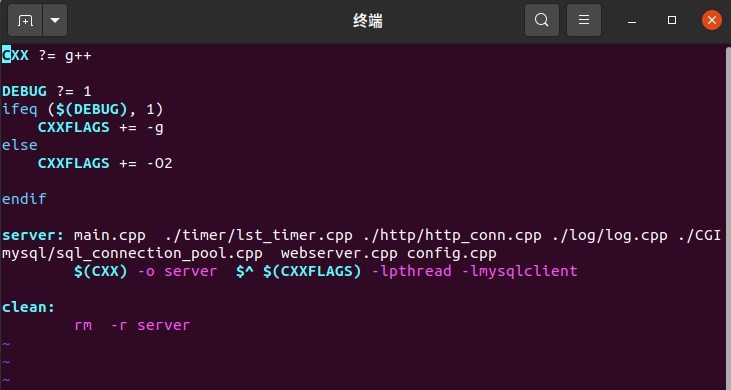 终端
CXX ?= g++
DEBUG ?= 1
ifeq ($(DEBUG), 1)
    CXXFLAGS += -g
else
    CXXFLAGS += -O2
endif
server: main.cpp  ./timer/lst_timer.cpp ./http/http_conn.cpp ./log/log.cpp ./CGI
mysql/sql_connection_pool.cpp  webserver.cpp config.cpp
        $(CXX) -o server  $^ $(CXXFLAGS) -lpthread -lmysqlclient
clean:
        rm  -r server
~
~
~